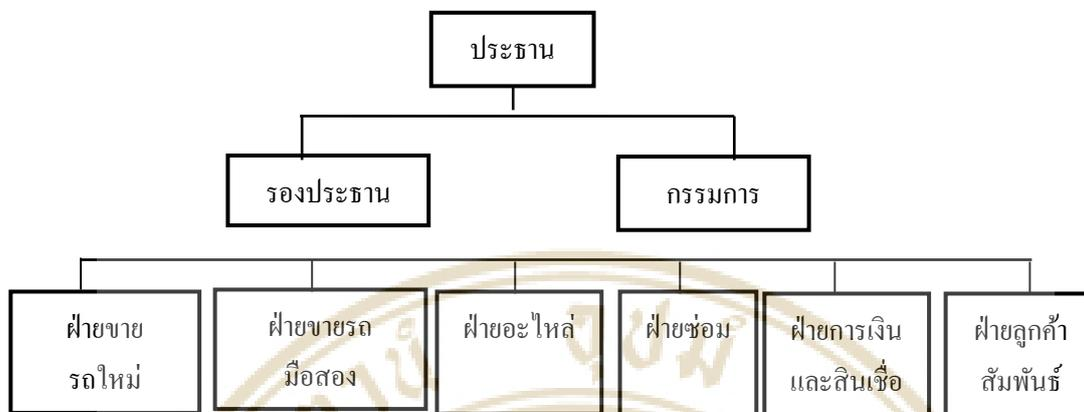 ประธาน
รองประธาน
กรรมการ
ฝ่ายขาย
รถใหม่
ฝ่ายขายรถ
มือสอง
ฝ่ายอะไหล่
ฝ่ายซ่อม
ฝ่ายการเงิน
และสินเชื่อ
ฝ่ายลูกค้า
สัมพันธ์